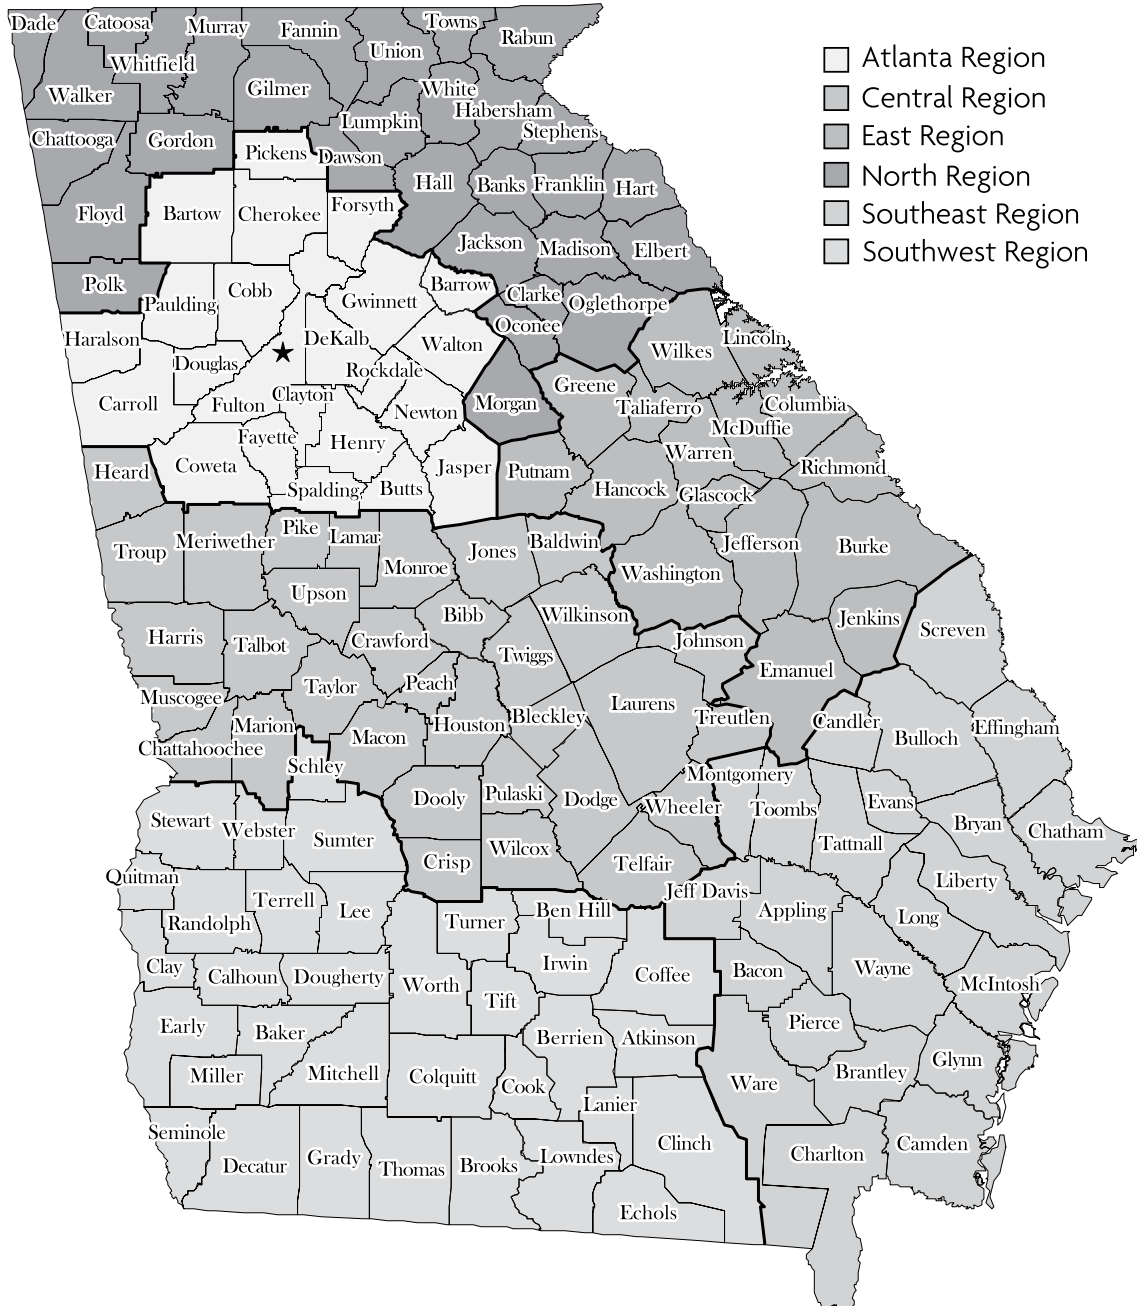 Dade
Catoosa
Murray
Fannin
Towns
Rabun
Union
Whitfield
Walker
Gilmer
White
Habersham
Lumpkin
Stephens
Chattooga
Gordon
Pickens
Dawson
Hall
Banks
Franklin
Hart
Floyd
Bartow
Cherokee
Forsyth
Jackson
Madison
Elbert
Polk
Paulding
Cobb
Gwinnett
Barrow
Clarke
Oglethorpe
Oconee
Haralson
DeKalb
Walton
Wilkes
Lincoln
Douglas
Rockdale
Greene
Carroll
Fulton
Clayton
Newton
Morgan
Taliaferro
Columbia
McDuffie
Fayette
Henry
Warren
Heard
Coweta
Jasper
Putnam
Richmond
Spalding
Butts
Hancock
Glascock
Troup
Meriwether
Pike
Lamar
Jones
Baldwin
Jefferson
Burke
Monroe
Washington
Upson
Bibb
Wilkinson
Jenkins
Screven
Harris
Talbot
Crawford
Twiggs
Johnson
Emanuel
Muscogee
Taylor
Peach
Laurens
Treutlen
Candler
Effingham
Marion
Houston
Bleckley
Bulloch
Chattahoochee
Macon
Schley
Montgomery
Dooly
Pulaski
Dodge
Wheeler
Toombs
Evans
Stewart
Webster
Sumter
Bryan
Chatham
Tattnall
Crisp
Wilcox
Telfair
Quitman
Jeff Davis
Liberty
Randolph
Terrell
Lee
Turner
Ben Hill
Appling
Long
Clay
Calhoun
Dougherty
Worth
Irwin
Coffee
Bacon
Wayne
McIntosh
Tift
Early
Baker
Berrien
Atkinson
Pierce
Miller
Mitchell
Colquitt
Cook
Ware
Brantley
Glynn
Lanier
Seminole
Decatur
Grady
Thomas
Brooks
Lowndes
Clinch
Charlton
Camden
Echols
Atlanta Region
Central Region
East Region
North Region
Southeast Region
Southwest Region